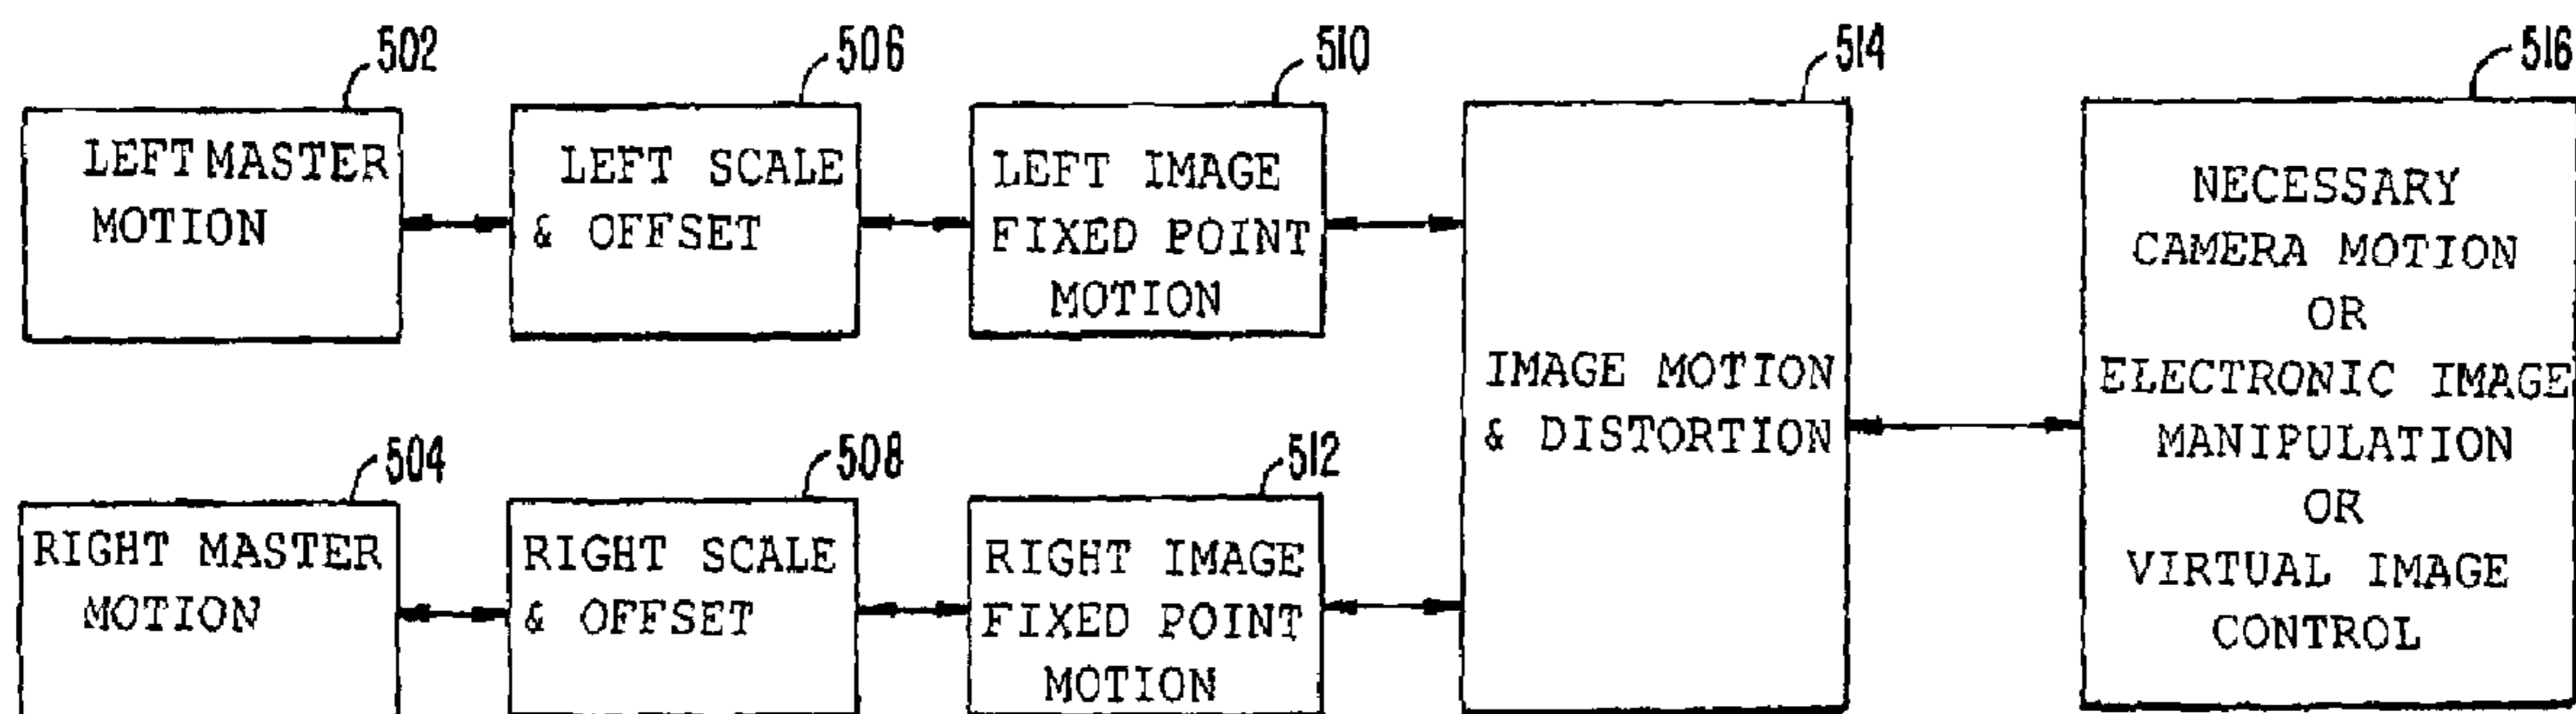 502
506
510
514
516
LEFT MASTER
MOTION
LEFT SCALE
& OFFSET
LEFT IMAGE
FIXED POINT
MOTION
504
508
512
RIGHT MASTER
MOTION
RIGHT SCALE
& OFFSET
RIGHT IMAGE
FIXED POINT
MOTION
IMAGE MOTION
& DISTORTION
NECESSARY
CAMERA MOTION
OR
ELECTRONIC IMAGE
MANIPULATION
OR
VIRTUAL IMAGE
CONTROL